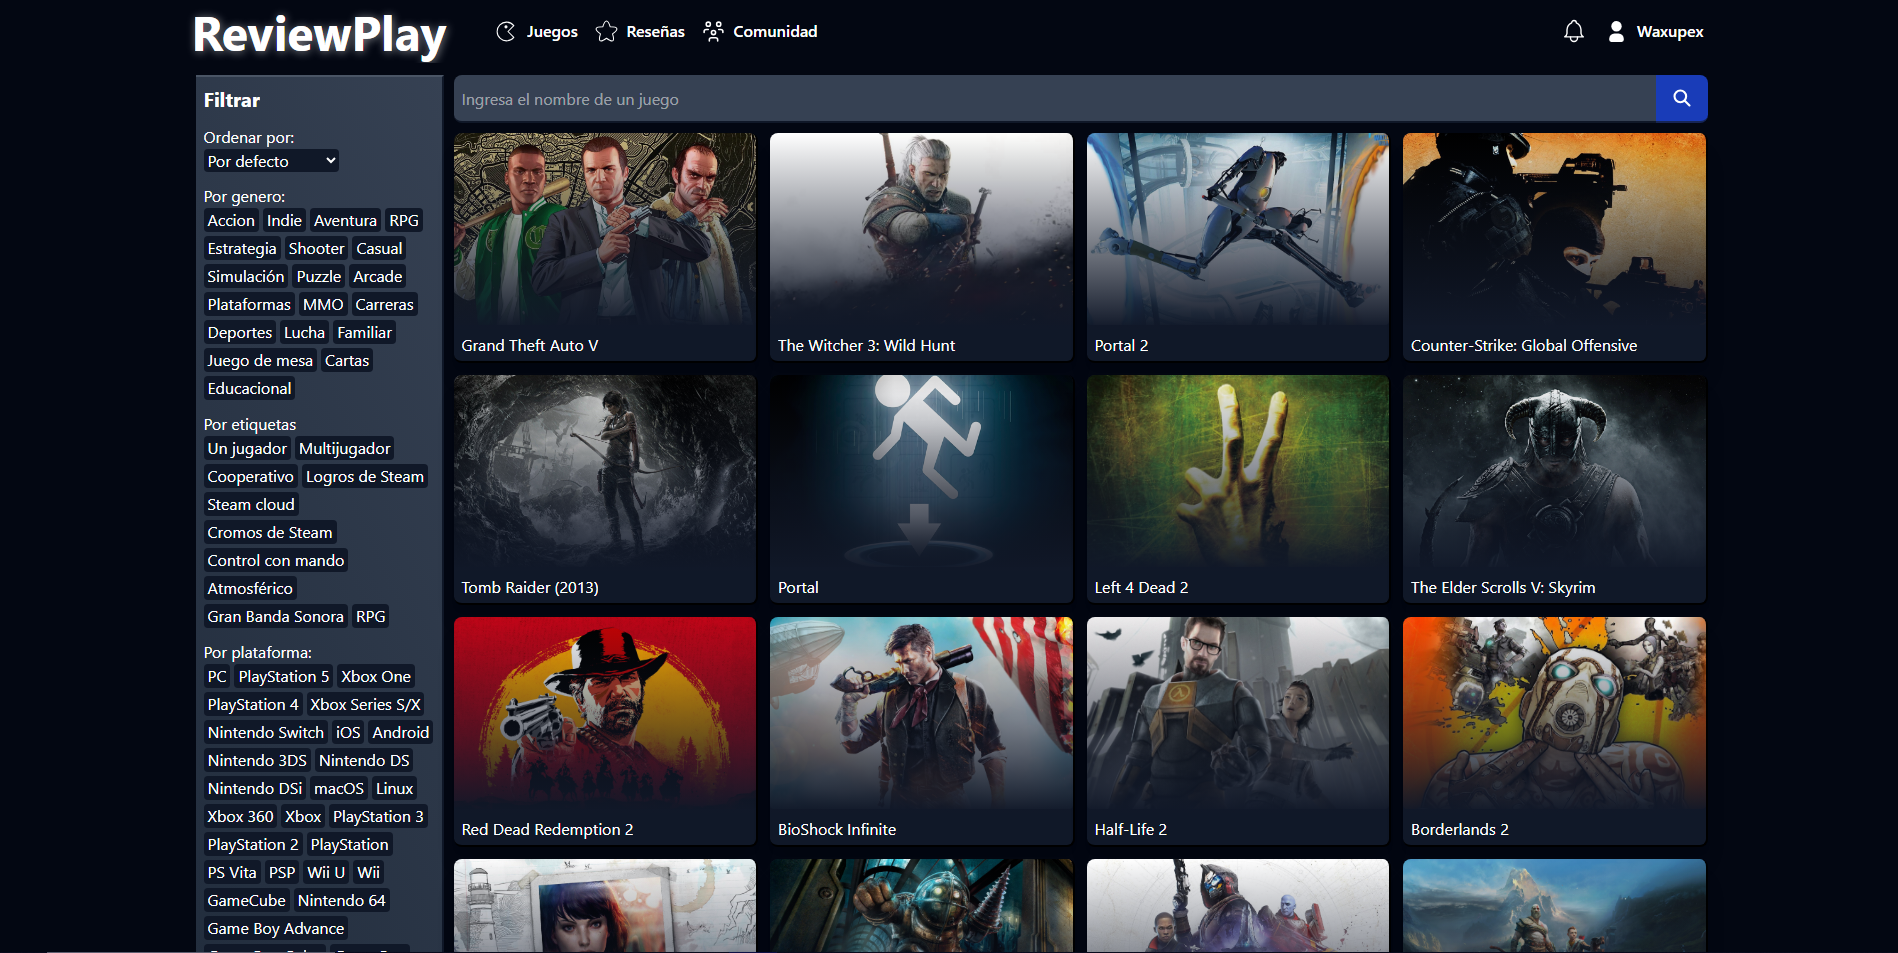 ReviewPlay
Juegos Reseñas Comunidad
Waxupex
Filtrar
Ordenar por:
Por defecto
Por genero:
Accion Indie Aventura RPG
Estrategia Shooter Casual
Simulación Puzzle Arcade
Plataformas MMO Carreras
Deportes Lucha Familiar
Juego de mesa Cartas
Educacional
Por etiquetas
Un jugador Multijugador
Cooperativo Logros de Steam
Steam cloud
Cromos de Steam
Control con mando
Atmosférico
Gran Banda Sonora RPG
Por plataforma:
PC PlayStation 5 Xbox One
PlayStation 4 Xbox Series S/X
Nintendo Switch iOS Android
Nintendo 3DS Nintendo DS
Nintendo DSi macOS Linux
Xbox 360 Xbox PlayStation 3
PlayStation 2 PlayStation
PS Vita PSP Wii U Wii
GameCube Nintendo 64
Game Boy Advance
Ingresa el nombre de un juego
Grand Theft Auto V
The Witcher 3: Wild Hunt
Portal 2
Counter-Strike: Global Offensive
Tomb Raider (2013)
Portal
Left 4 Dead 2
The Elder Scrolls V: Skyrim
Red Dead Redemption 2
BioShock Infinite
Half-Life 2
Borderlands 2